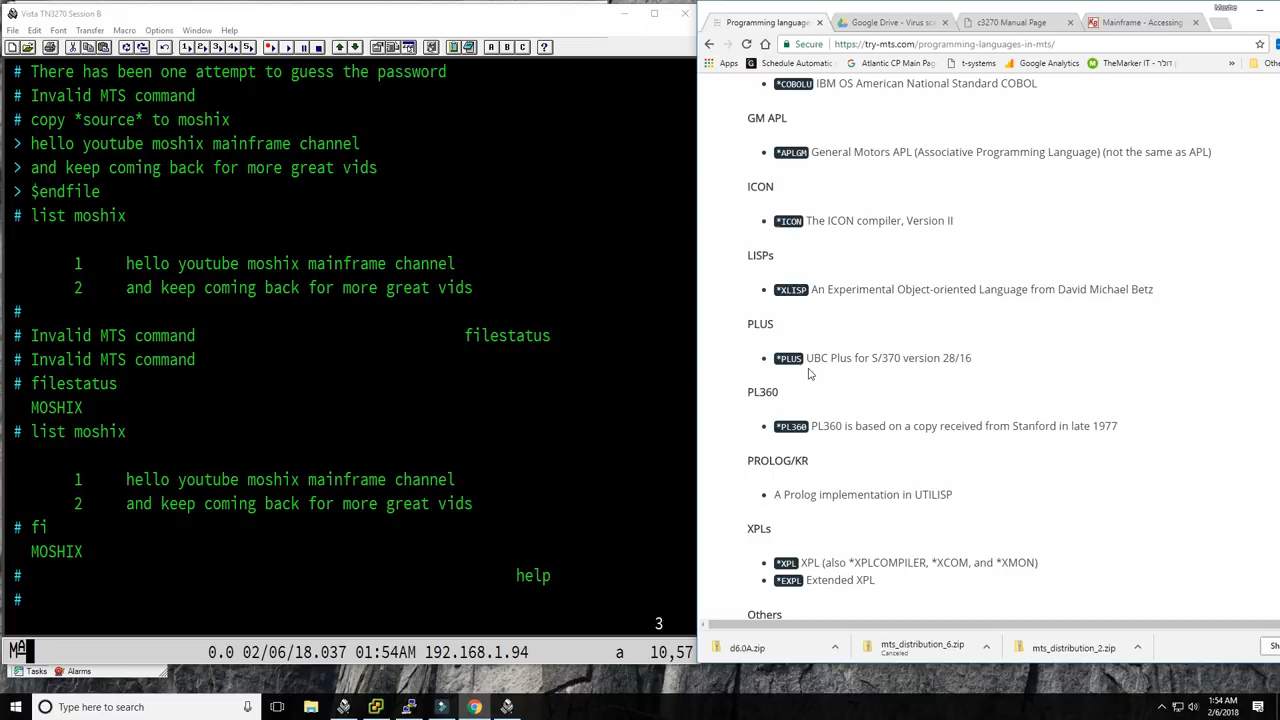 Vista TN3270 Session B
File Edit Font Transfer Macro Options Window Help
# There has been one attempt to guess the password
# Invalid MTS command
# copy *source* to moshix
> hello youtube moshix mainframe channel
> and keep coming back for more great vids
> $endfile
# list moshix
1 hello youtube moshix mainframe channel
2 and keep coming back for more great vids
#
# Invalid MTS command filestatus
# Invalid MTS command
# filestatus
MOSHIX
# list moshix
1 hello youtube moshix mainframe channel
2 and keep coming back for more great vids
# fi
MOSHIX
# help
#
3
MA 0.0 02/06/18.037 01:54AM 192.168.1.94 a 10,57
Tasks Alarms
Moshe
Programming language
Google Drive - Virus sca
c3270 Manual Page
Mainframe - Accessing
Secure https://try-mts.com/programming-languages-in-mts/
Apps Schedule Automatic Atlantic CP Main Page t-systems Google Analytics TheMarker IT - הולר » Othe
*COBOLU IBM OS American National Standard COBOL
GM APL
*APLGM General Motors APL (Associative Programming Language) (not the same as APL)
ICON
*ICON The ICON compiler, Version II
LISPs
*XLISP An Experimental Object-oriented Language from David Michael Betz
PLUS
*PLUS UBC Plus for S/370 version 28/16
PL360
*PL360 PL360 is based on a copy received from Stanford in late 1977
PROLOG/KR
A Prolog implementation in UTILISP
XPLs
*XPL XPL (also *XPLCOMPILER, *XCOM, and *XMON)
*EXPL Extended XPL
Others
d6.0A.zip
mts_distribution_6.zip
Canceled
mts_distribution_2.zip
Sh
Type here to search
1:54 AM
2/6/2018